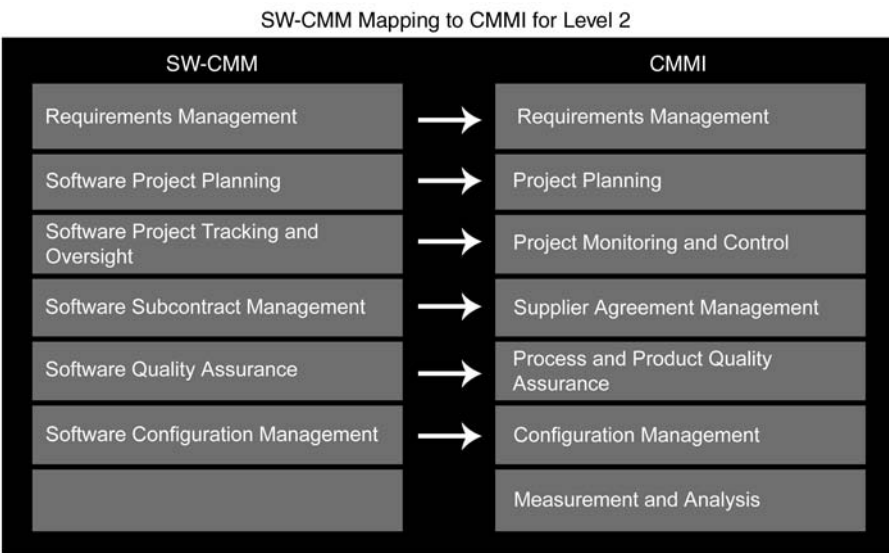 SW-CMM Mapping to CMMI for Level 2
SW-CMM
CMMI
Requirements Management
Requirements Management
Software Project Planning
Project Planning
Software Project Tracking and
Oversight
Project Monitoring and Control
Software Subcontract Management
Supplier Agreement Management
Software Quality Assurance
Process and Product Quality
Assurance
Software Configuration Management
Configuration Management
Measurement and Analysis